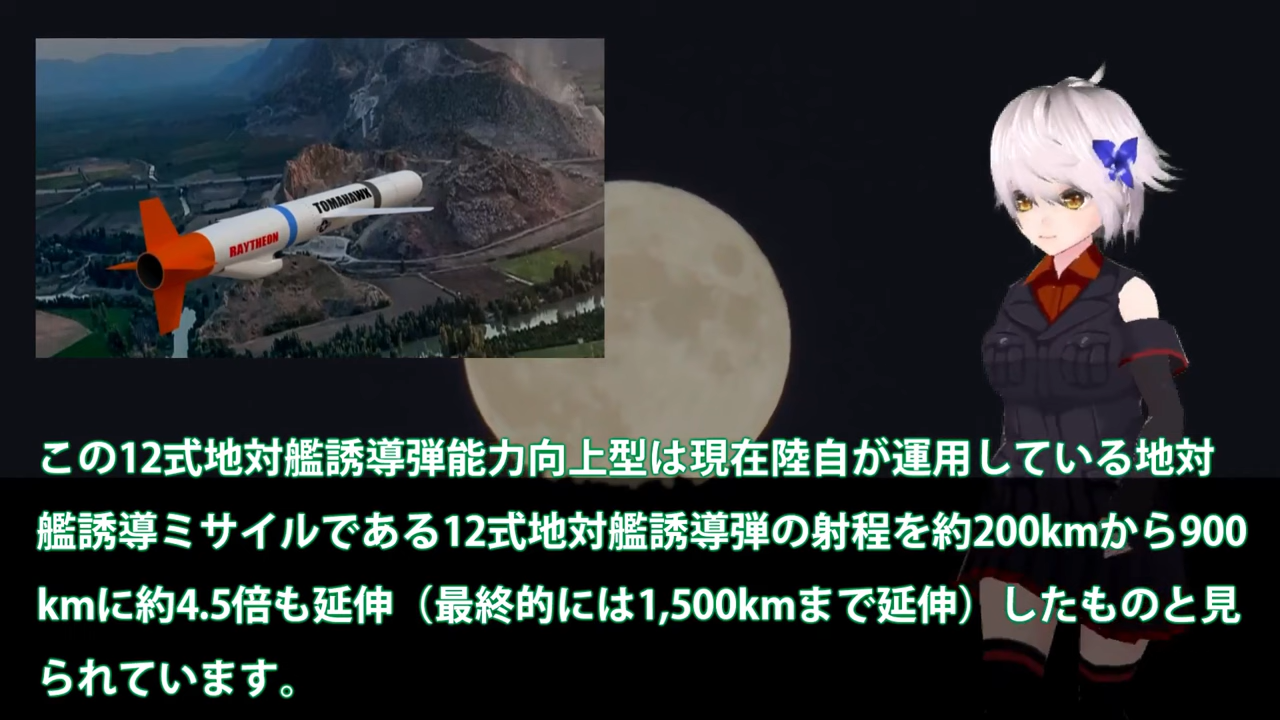 TOMAHAWK
RAYTHEON
この12式地対艦誘導弾能力向上型は現在陸自が運用している地対
艦誘導ミサイルである12式地対艦誘導弾の射程を約200kmから900
kmに約4.5倍も延伸（最終的には1,500kmまで延伸）したものと見
られています。